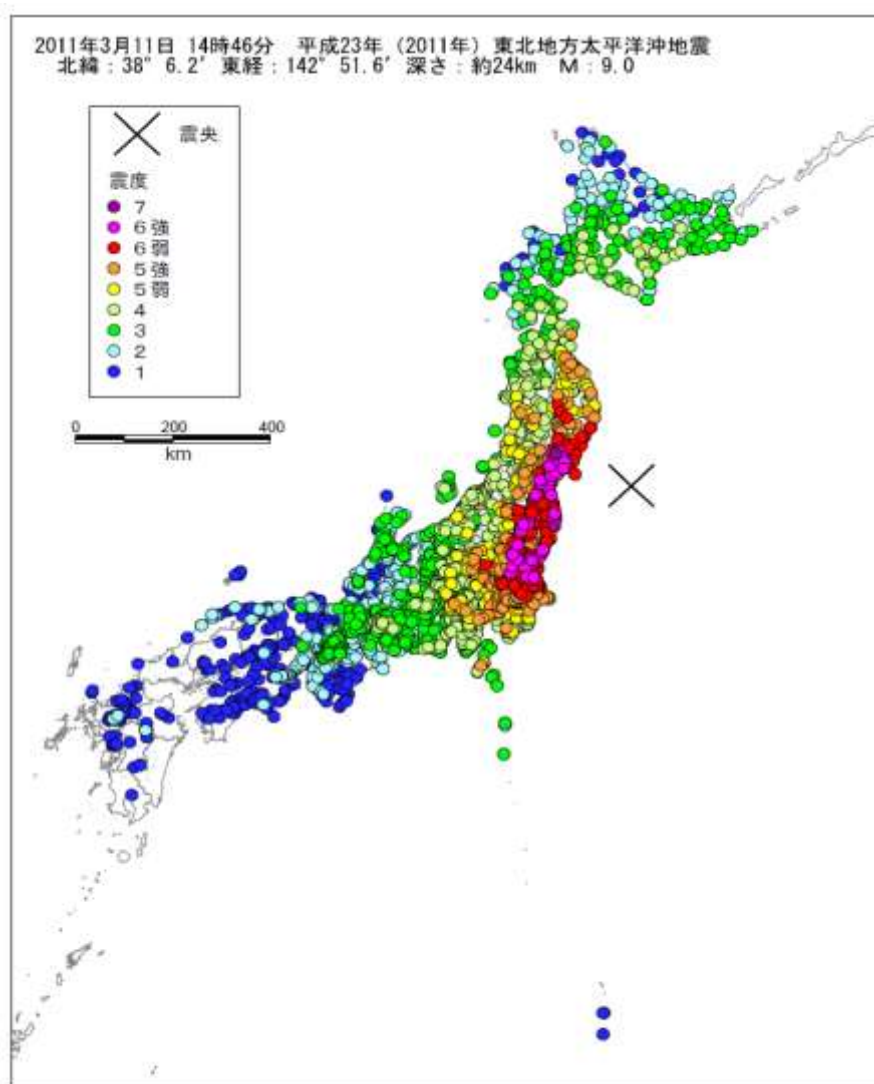 2011年3月11日 14時46分 平成23年（2011年）東北地方太平洋沖地震
北緯：38° 6.2′ 東経：142° 51.6′ 深さ：約24km M：9.0
震央
震度
7
6強
6弱
5強
5弱
4
3
2
1
0 200 400
km